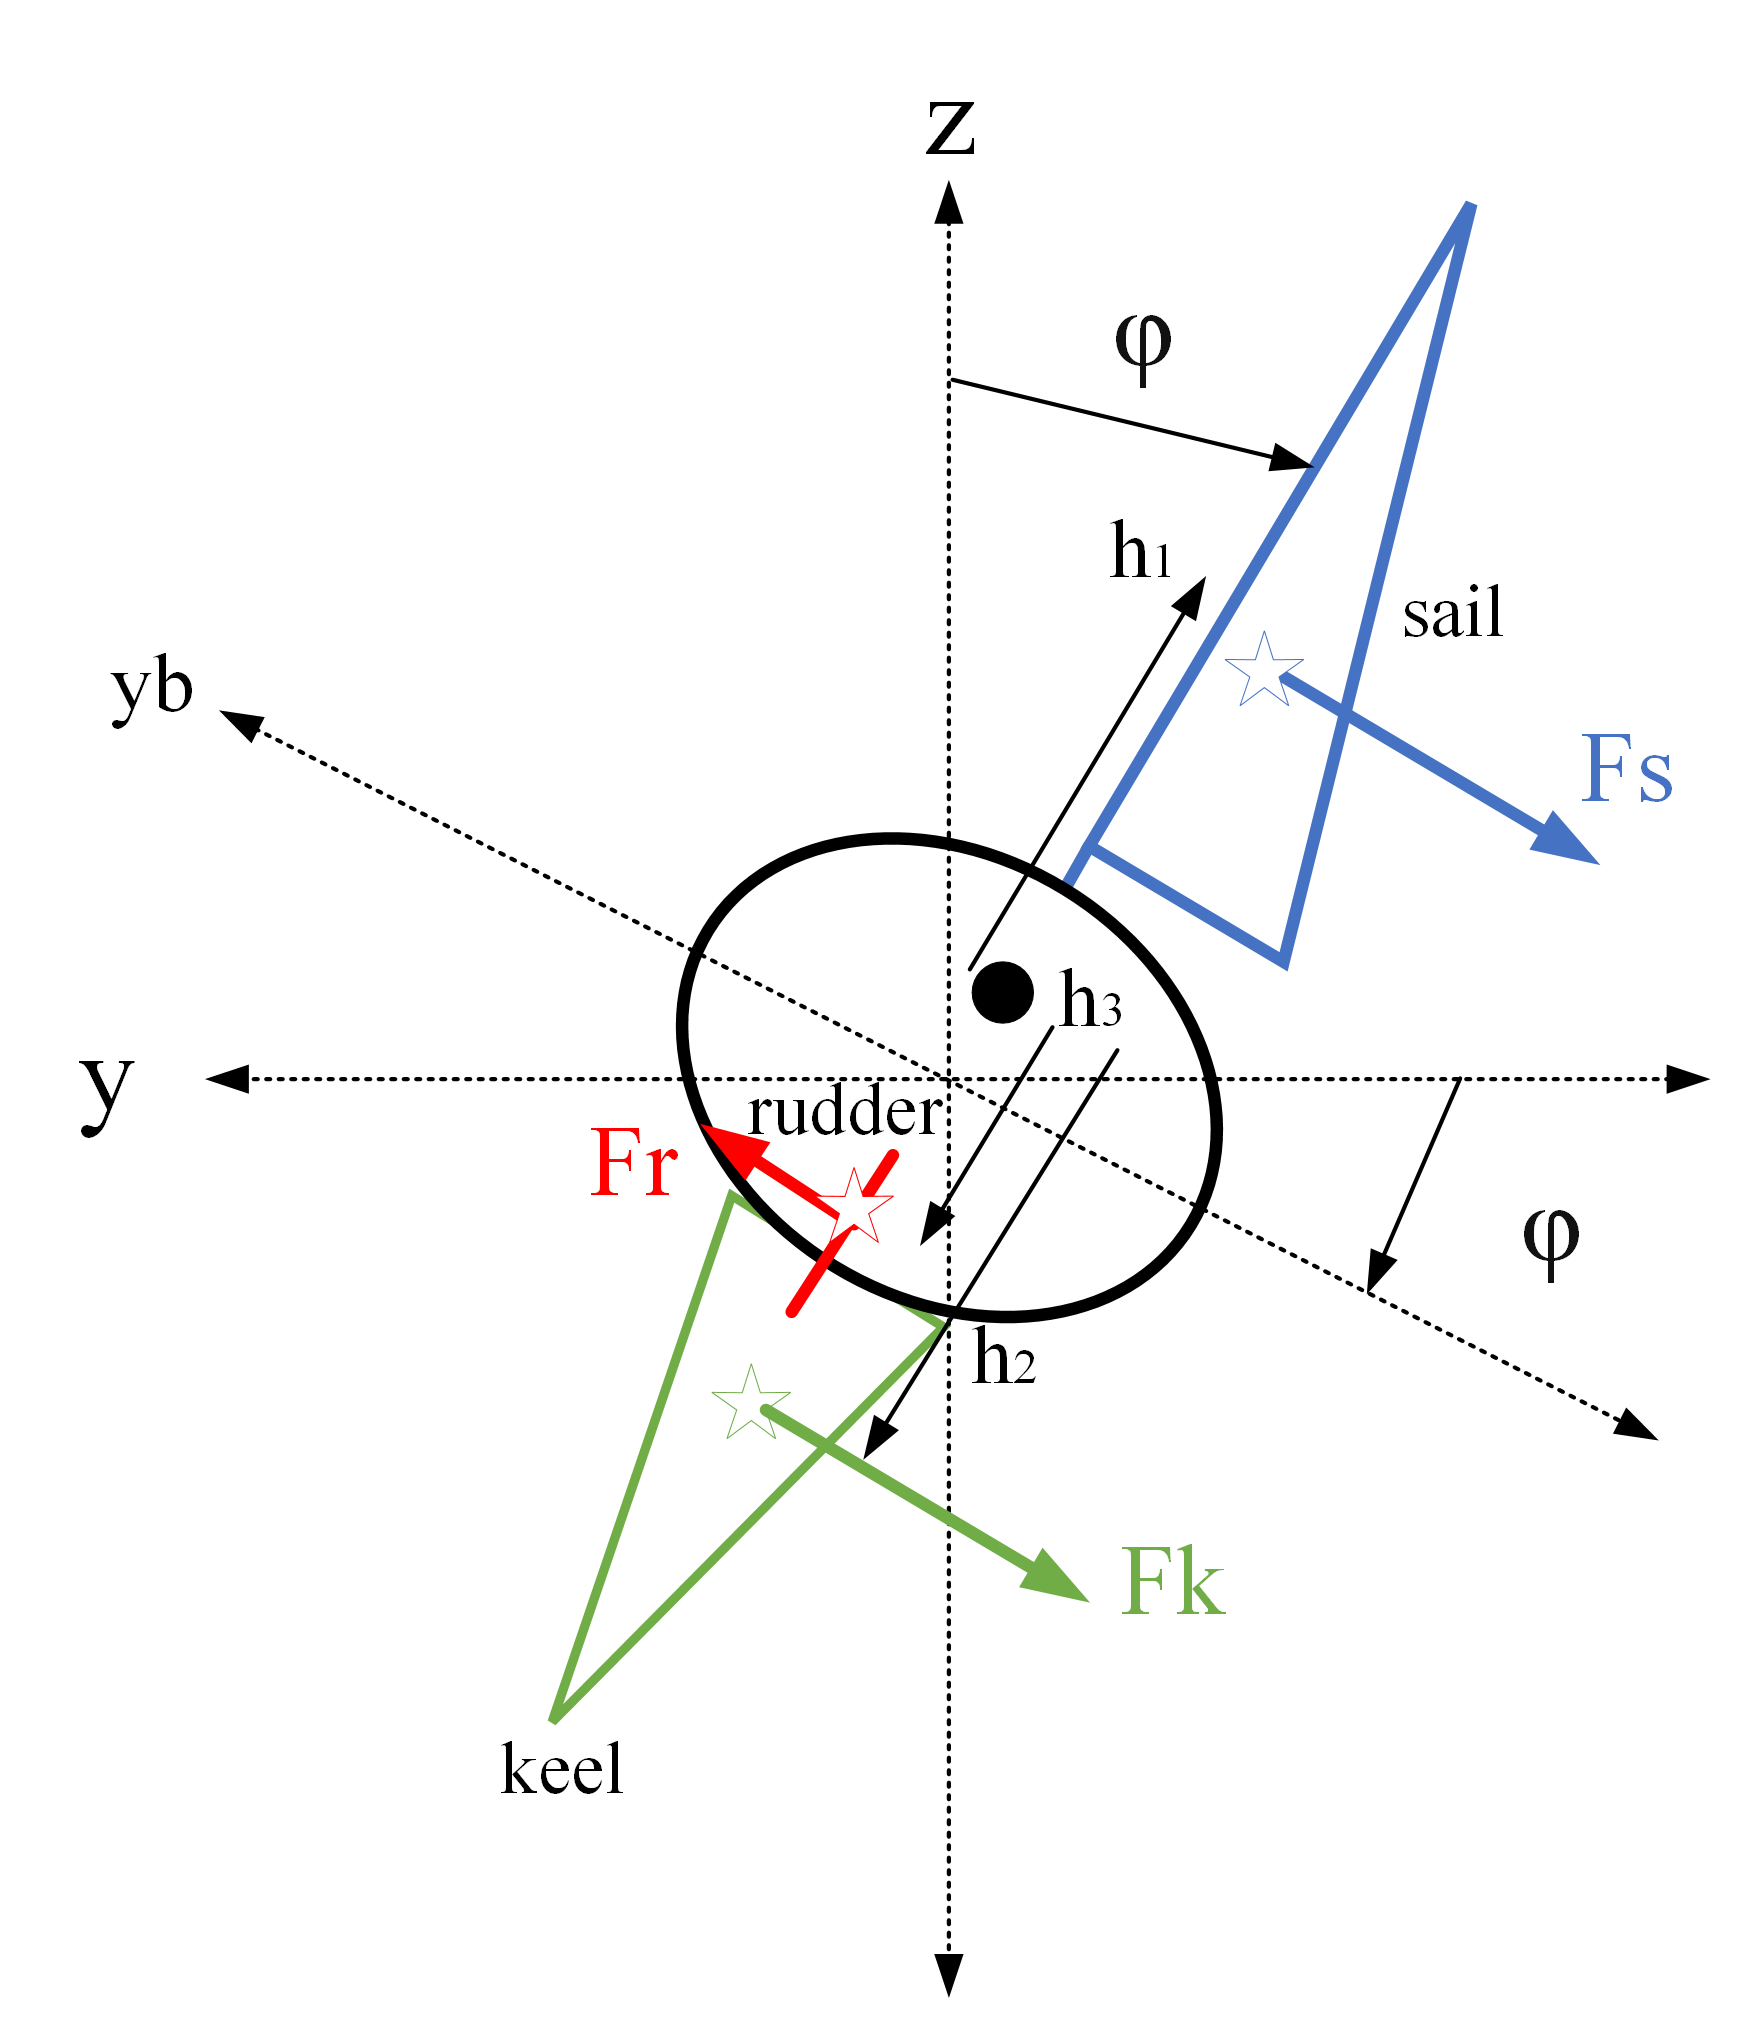 z
φ
h1
sail
yb
Fs
h3
y
rudder
Fr
φ
h2
Fk
keel